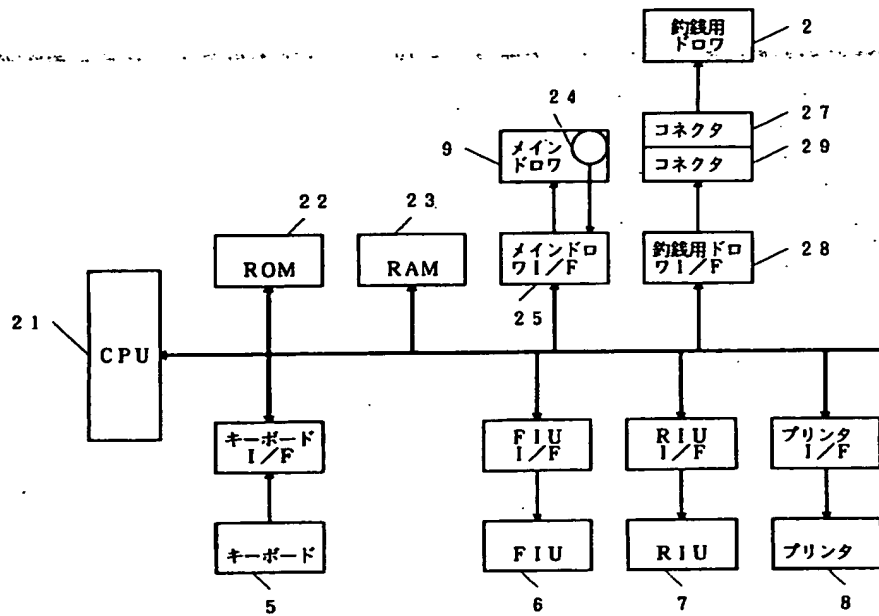 釣銭用
ドロワ
2
24
コネクタ
27
9
メイン
ドロワ
コネクタ
29
22
23
ROM
RAM
メインドロ
ワI/F
釣銭用ドロ
ワI/F
28
25
21
CPU
キーボード
I/F
FIU
I/F
RIU
I/F
プリンタ
I/F
キーボード
FIU
RIU
プリンタ
5
6
7
8